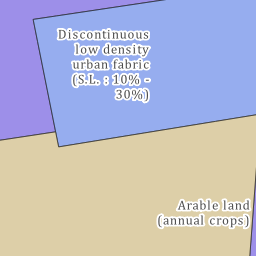 Discontinuous
low density
urban fabric
(S.L. : 10% -
30%)
Arable land
(annual crops)